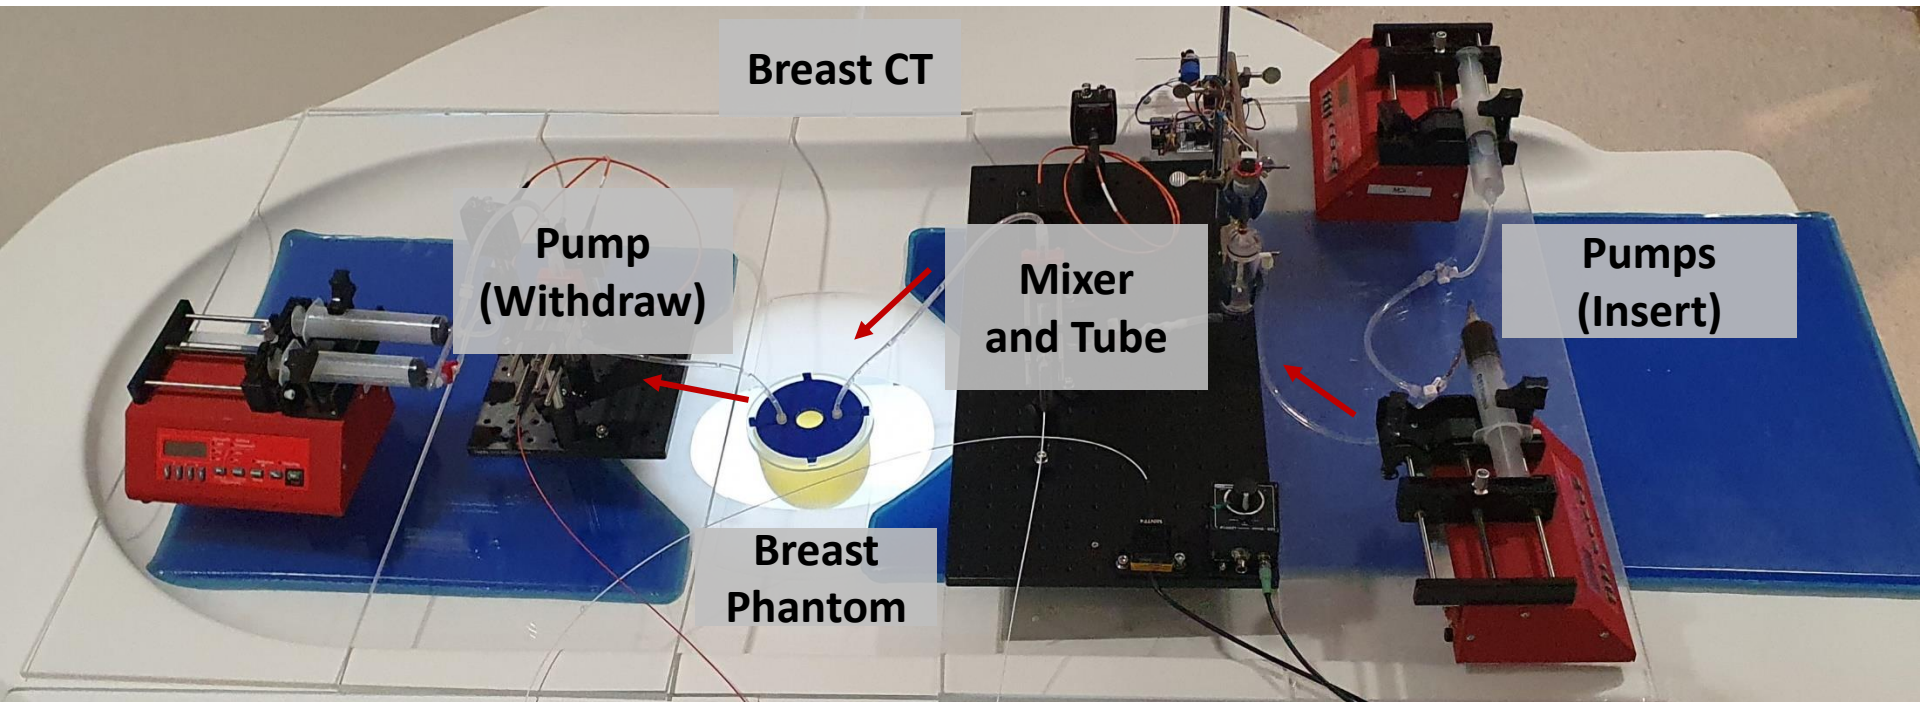 Breast CT
Pump
(Withdraw)
Mixer
and Tube
Pumps
(Insert)
Breast
Phantom